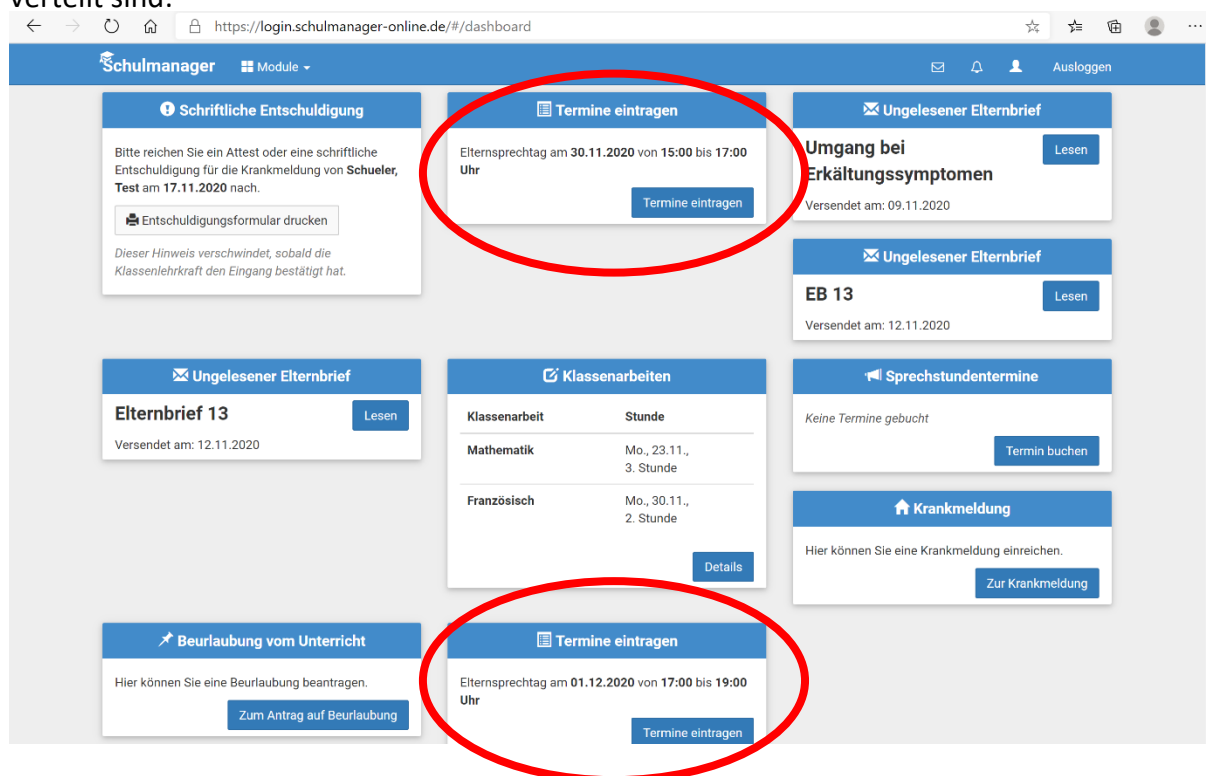 verteilt sind:
https://login.schulmanager-online.de/#/dashboard
Schulmanager Module
Ausloggen
Schriftliche Entschuldigung
Bitte reichen Sie ein Attest oder eine schriftliche
Entschuldigung für die Krankmeldung von Schueler,
Test am 17.11.2020 nach.
Entschuldigungsformular drucken
Dieser Hinweis verschwindet, sobald die
Klassenlehrkraft den Eingang bestätigt hat.
Termine eintragen
Elternsprechtag am 30.11.2020 von 15:00 bis 17:00
Uhr
Termine eintragen
Ungelesener Elternbrief
Umgang bei
Erkältungssymptomen
Lesen
Versendet am: 09.11.2020
Ungelesener Elternbrief
EB 13
Lesen
Versendet am: 12.11.2020
Ungelesener Elternbrief
Elternbrief 13
Lesen
Versendet am: 12.11.2020
Klassenarbeiten
Klassenarbeit Stunde
Mathematik Mo., 23.11.,
3. Stunde
Französisch Mo., 30.11.,
2. Stunde
Details
Sprechstundentermine
Keine Termine gebucht
Termin buchen
Krankmeldung
Hier können Sie eine Krankmeldung einreichen.
Zur Krankmeldung
Beurlaubung vom Unterricht
Hier können Sie eine Beurlaubung beantragen.
Zum Antrag auf Beurlaubung
Termine eintragen
Elternsprechtag am 01.12.2020 von 17:00 bis 19:00
Uhr
Termine eintragen